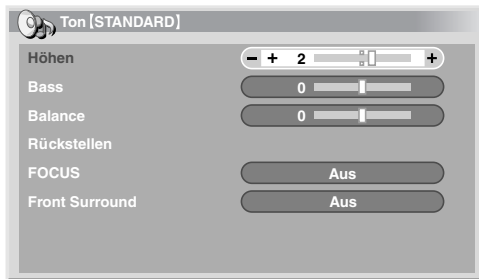 Ton [STANDARD]
Höhen − + 2 +
Bass 0
Balance 0
Rückstellen
FOCUS Aus
Front Surround Aus